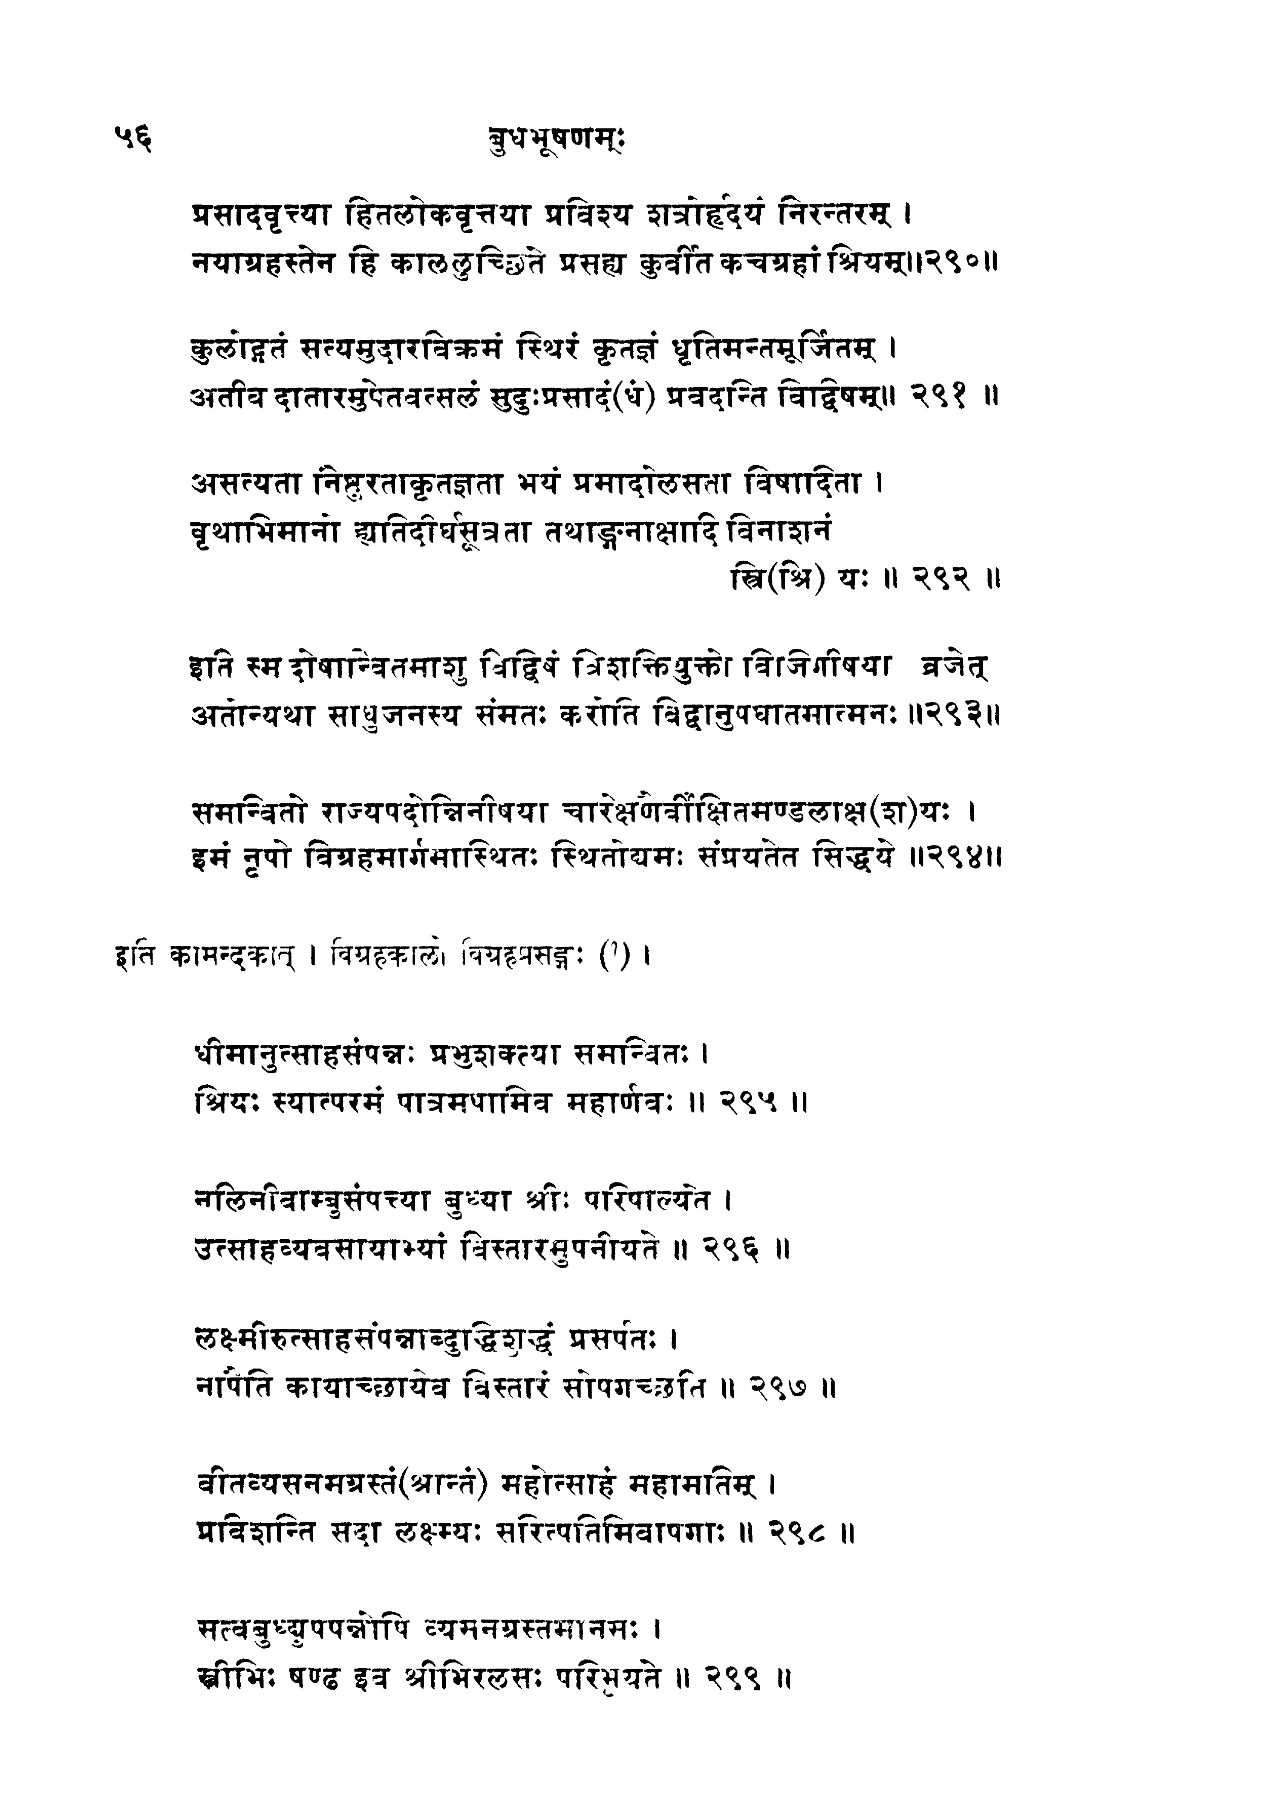 ५६ बुधभूषणम्ः
प्रसादवृत्त्या हितलोकवृत्तया प्रविश्य शत्रोर्हृदयं निरन्तरम् ।
नयाग्रहस्तेन हि काललुच्छ्रिते प्रसह्य कुर्वीत कचग्रहां श्रियम्॥२९०॥
कुलोद्गतं सत्यमुदारविक्रमं स्थिरं कृतज्ञं धृतिमन्तमूर्जितम् ।
अतीव दातारमुपेतवत्सलं सुदुःप्रसादं(धं) प्रवदन्ति विद्विषम्॥ २९१ ॥
असत्यता निष्ठुरताकृतज्ञता भयं प्रमादोलसता विषादिता ।
वृथाभिमानो ह्यतिदीर्घसूत्रता तथाङ्गनाक्षादि विनाशनं
स्त्रि(श्रि) यः ॥ २९२ ॥
इति स्म दोषान्वितमाशु विद्विषं त्रिशक्तियुक्तो विजिगीषया व्रजेत्
अतोन्यथा साधुजनस्य संमतः करोति विद्वानुपघातमात्मनः ॥२९३॥
समन्वितो राज्यपदोन्निनीषया चारेक्षणैर्वीक्षितमण्डलाक्ष(श)यः ।
इमं नृपो विग्रहमार्गमास्थितः स्थितोद्यमः संप्रयतेत सिद्धये ॥२९४॥
इति कामन्दकात् । विग्रहकालो विग्रहप्रसङ्गः (?) ।
धीमानुत्साहसंपन्नः प्रभुशक्त्या समन्वितः ।
श्रियः स्यात्परमं पात्रमपामिव महार्णवः ॥ २९५ ॥
नलिनीवाम्बुसंपत्त्या बुध्या श्रीः परिपाल्यते ।
उत्साहव्यवसायाभ्यां विस्तारमुपनीयते ॥ २९६ ॥
लक्ष्मीरुत्साहसंपन्नाब्दुद्धिशुद्धं प्रसर्पतः ।
नापैति कायाच्छायेव विस्तारं सोपगच्छति ॥ २९७ ॥
वीतव्यसनमग्रस्तं(श्रान्तं) महोत्साहं महामतिम् ।
प्रविशन्ति सदा लक्ष्म्यः सरित्पतिमिवापगाः ॥ २९८ ॥
सत्वबुध्युपपन्नोपि व्यसनग्रस्तमानसः ।
स्त्रीभिः षण्ढ इव श्रीभिरलसः परिभूयते ॥ २९९ ॥